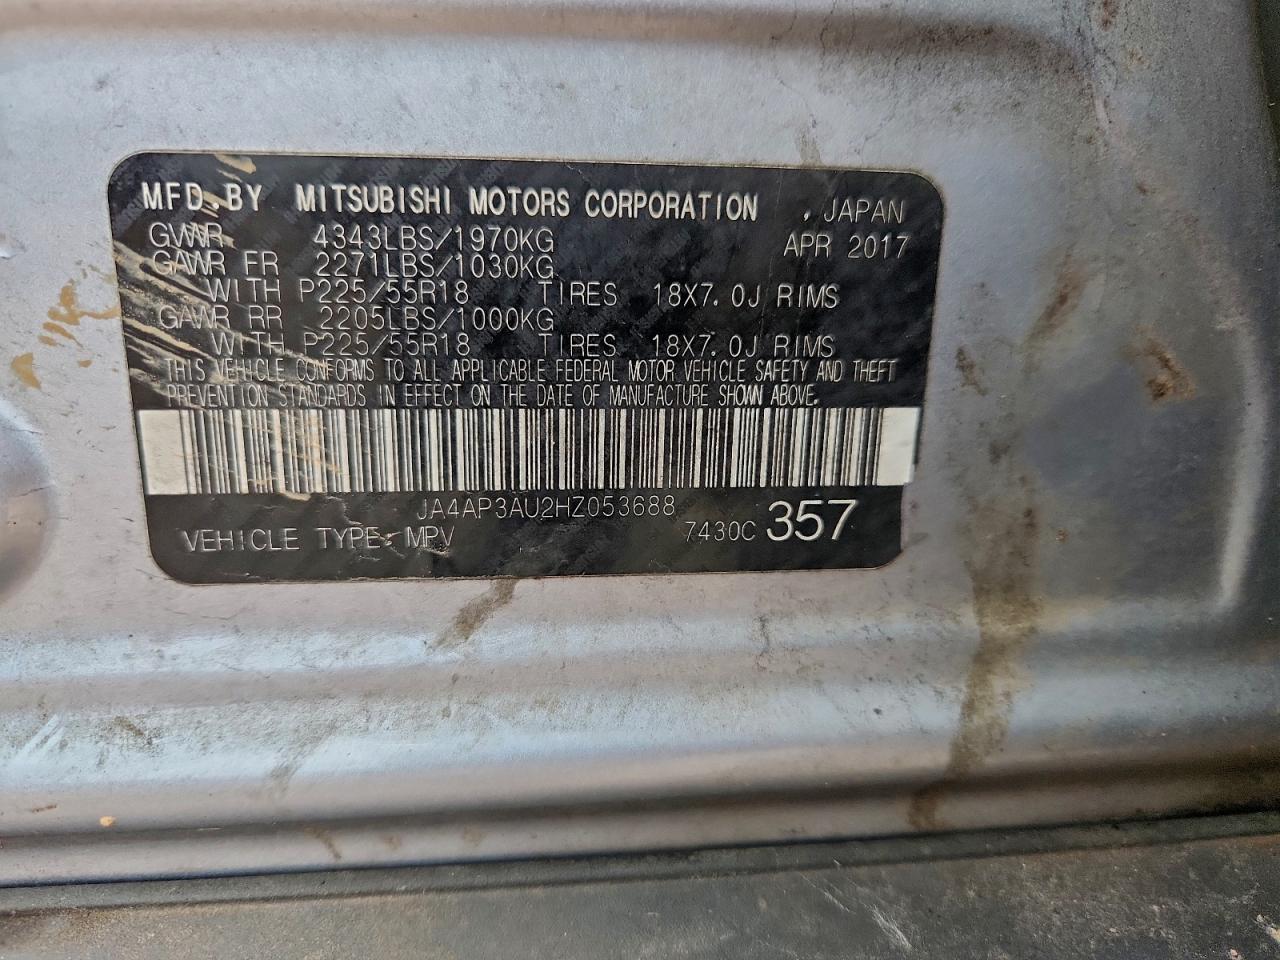 MFD.BY MITSUBISHI MOTORS CORPORATION , JAPAN
GVWR 4343LBS/1970KG APR 2017
GAWR FR 2271LBS/1030KG
WITH P225/55R18 TIRES 18X7.0J RIMS
GAWR RR 2205LBS/1000KG
WITH P225/55R18 TIRES 18X7.0J RIMS
THIS VEHICLE CONFORMS TO ALL APPLICABLE FEDERAL MOTOR VEHICLE SAFETY AND THEFT
PREVENTION STANDARDS IN EFFECT ON THE DATE OF MANUFACTURE SHOWN ABOVE.
JA4AP3AU2HZ053688
VEHICLE TYPE: MPV 7430C 357